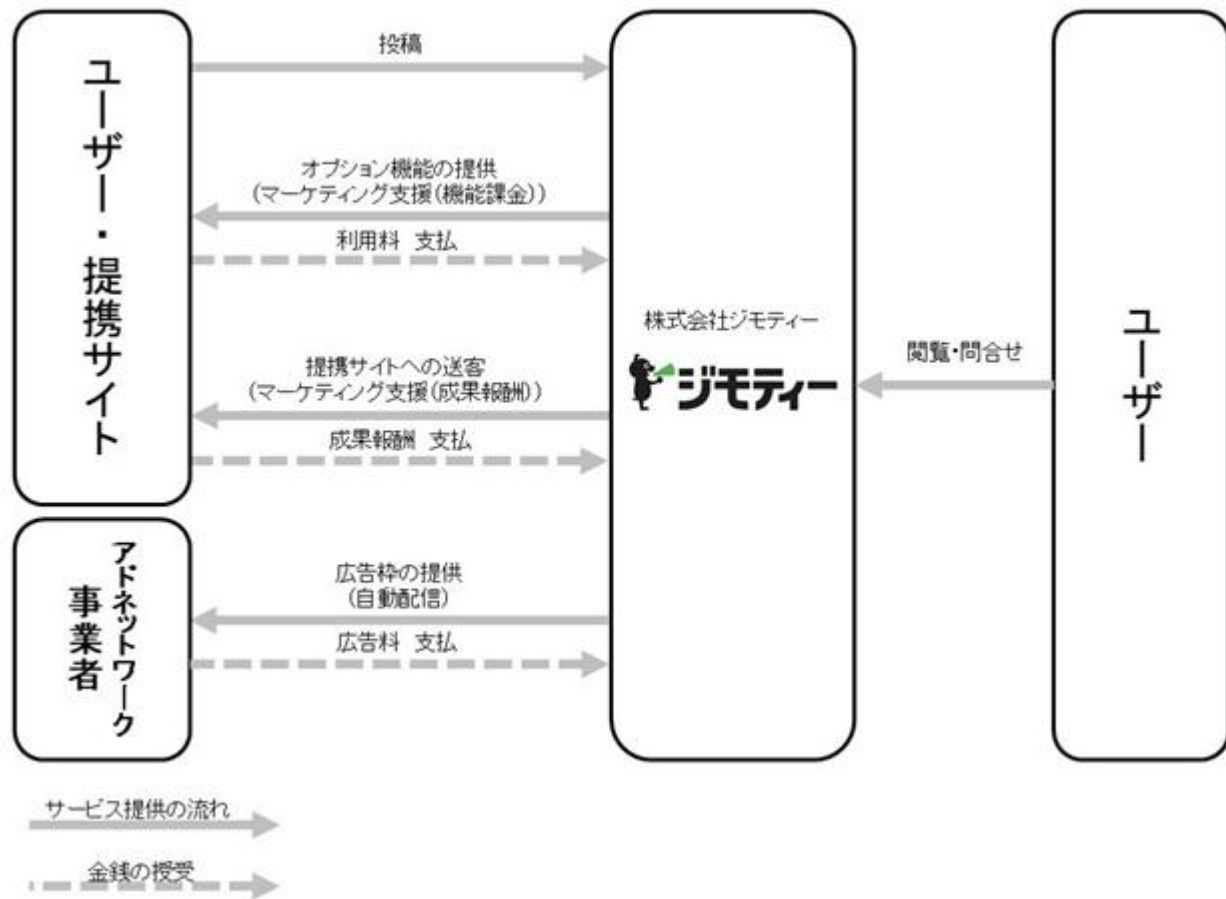 ユーザー・提携サイト
投稿
オプション機能の提供
(マーケティング支援(機能課金))
利用料 支払
提携サイトへの送客
(マーケティング支援(成果報酬))
成果報酬 支払
アドネットワーク
事業者
広告枠の提供
(自動配信)
広告料 支払
株式会社ジモティー
ジモティー
閲覧・問合せ
ユーザー
サービス提供の流れ
金銭の授受